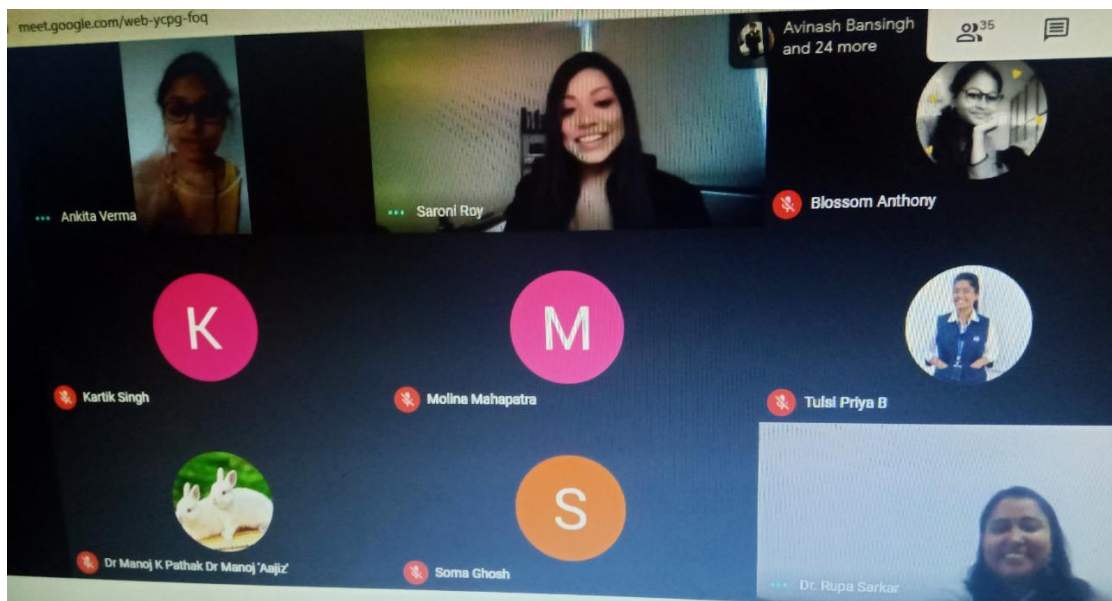 meet.google.com/web-ycpg-foq
Avinash Bansingh
and 24 more
35
Ankita Verma
Saroni Roy
Blossom Anthony
K
M
Kartik Singh
Molina Mahapatra
Tulsi Priya B
S
Dr Manoj K Pathak Dr Manoj 'Aajiz'
Soma Ghosh
Dr. Rupa Sarkar